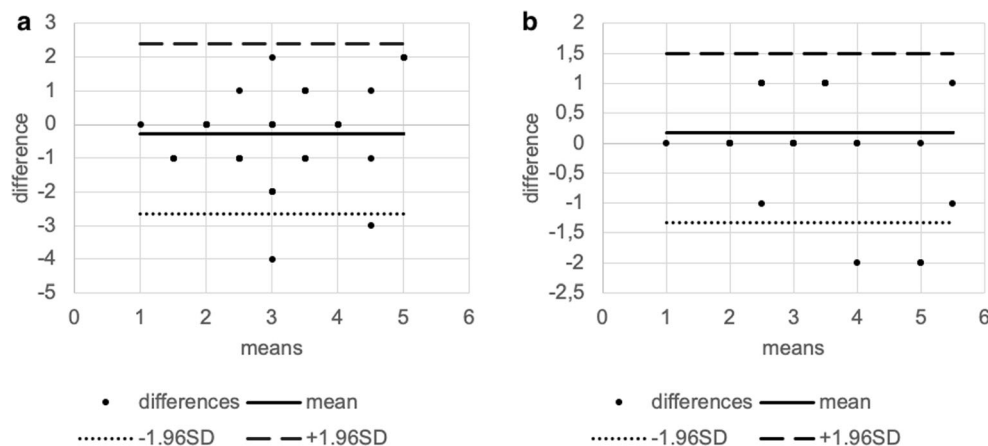 a
3
2
1
0
-1
-2
-3
-4
-5
difference
0 1 2 3 4 5 6
means
• differences mean
-1.96SD +1.96SD
b
2
1,5
1
0,5
0
-0,5
-1
-1,5
-2
-2,5
difference
0 1 2 3 4 5 6
means
• differences mean
-1.96SD +1.96SD